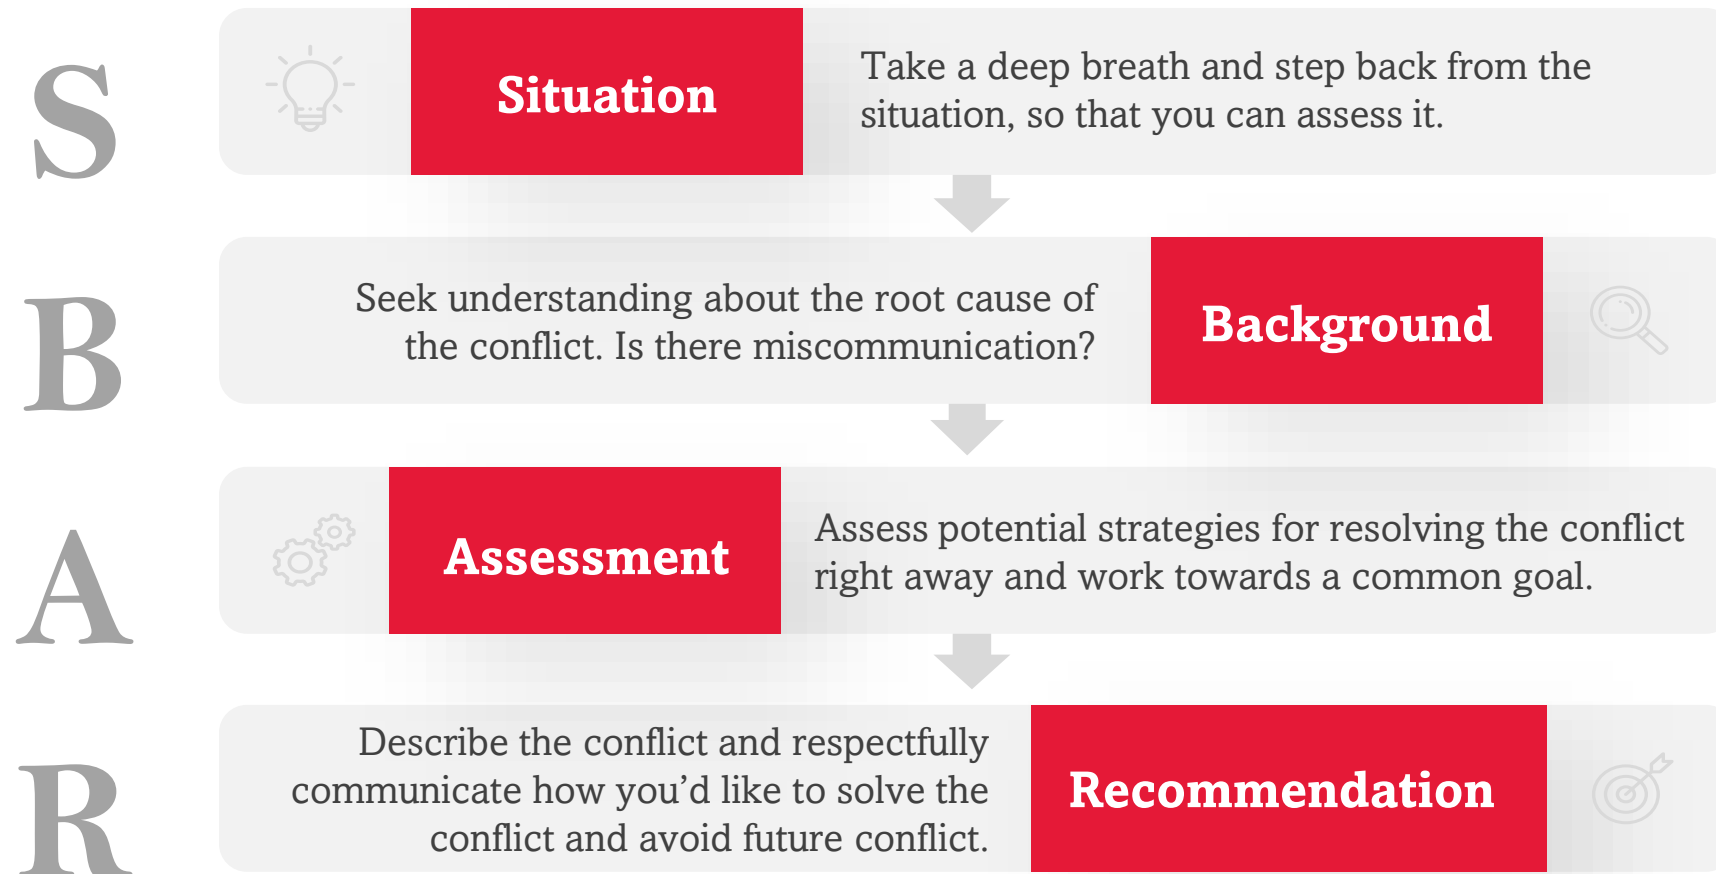 S
Situation
Take a deep breath and step back from the
situation, so that you can assess it.
B
Seek understanding about the root cause of
the conflict. Is there miscommunication?
Background
A
Assessment
Assess potential strategies for resolving the conflict
right away and work towards a common goal.
R
Describe the conflict and respectfully
communicate how you’d like to solve the
conflict and avoid future conflict.
Recommendation